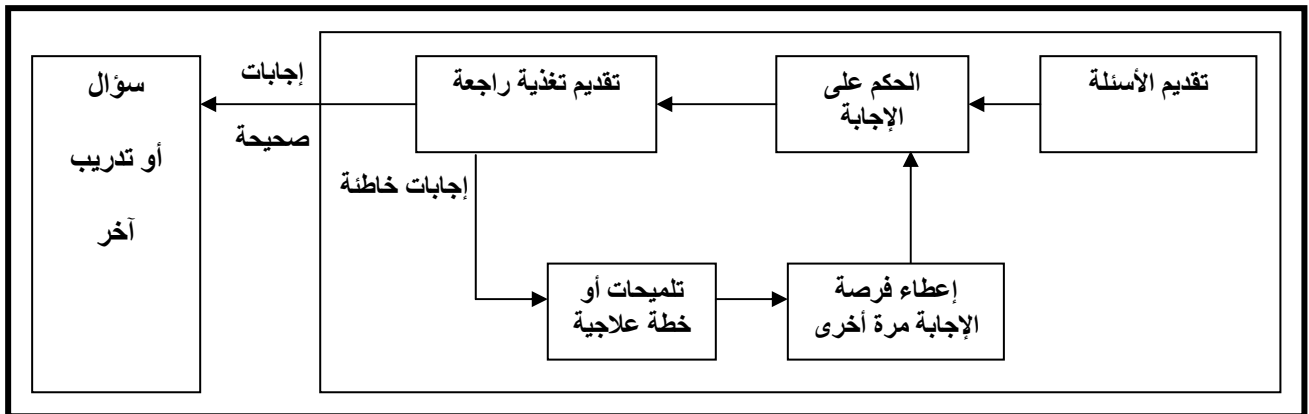 تقديم الأسئلة
الحكم على
الإجابة
تقديم تغذية راجعة
إجابات
صحيحة
سؤال
أو تدريب
آخر
إجابات خاطئة
تلميحات أو
خطة علاجية
إعطاء فرصة
الإجابة مرة أخرى